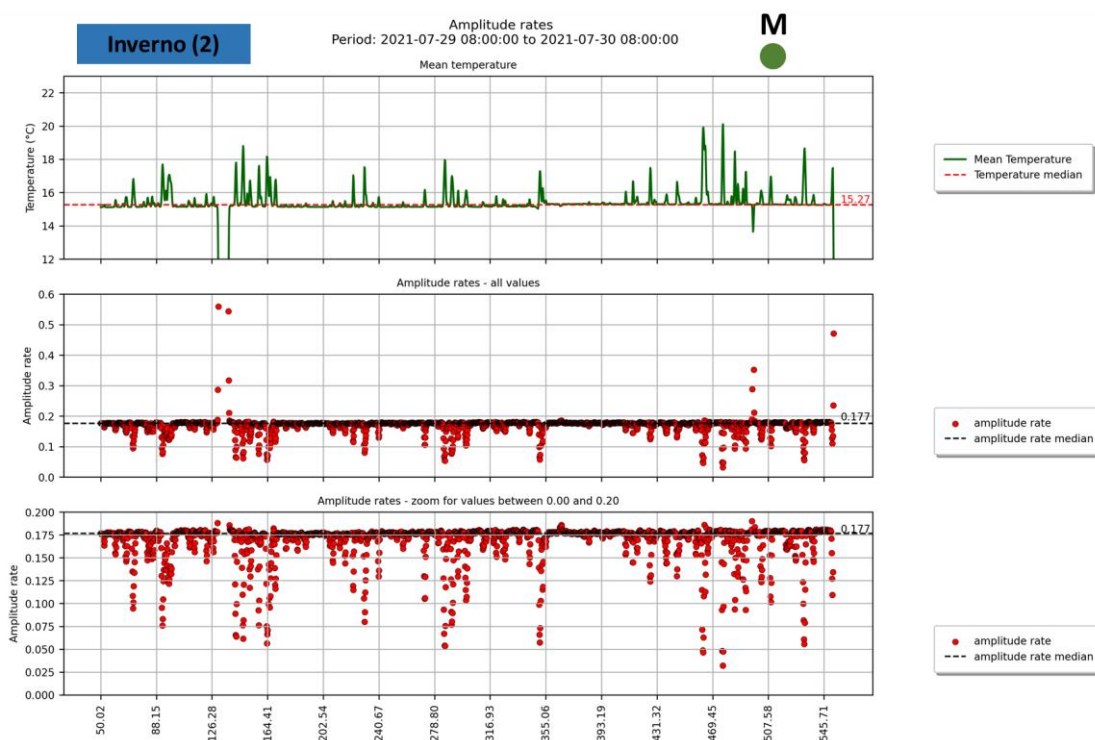 Inverno (2)
Amplitude rates
Period: 2021-07-29 08:00:00 to 2021-07-30 08:00:00
M
Mean temperature
Temperature (°C)
22
20
18
16
14
12
15.27
Mean Temperature
Temperature median
Amplitude rates - all values
Amplitude rate
0.6
0.5
0.4
0.3
0.2
0.1
0.0
0.177
amplitude rate
amplitude rate median
Amplitude rates - zoom for values between 0.00 and 0.20
Amplitude rate
0.200
0.175
0.150
0.125
0.100
0.075
0.050
0.025
0.000
0.177
amplitude rate
amplitude rate median
50.02
88.15
126.28
164.41
202.54
240.67
278.80
316.93
355.06
393.19
431.32
469.45
507.58
545.71